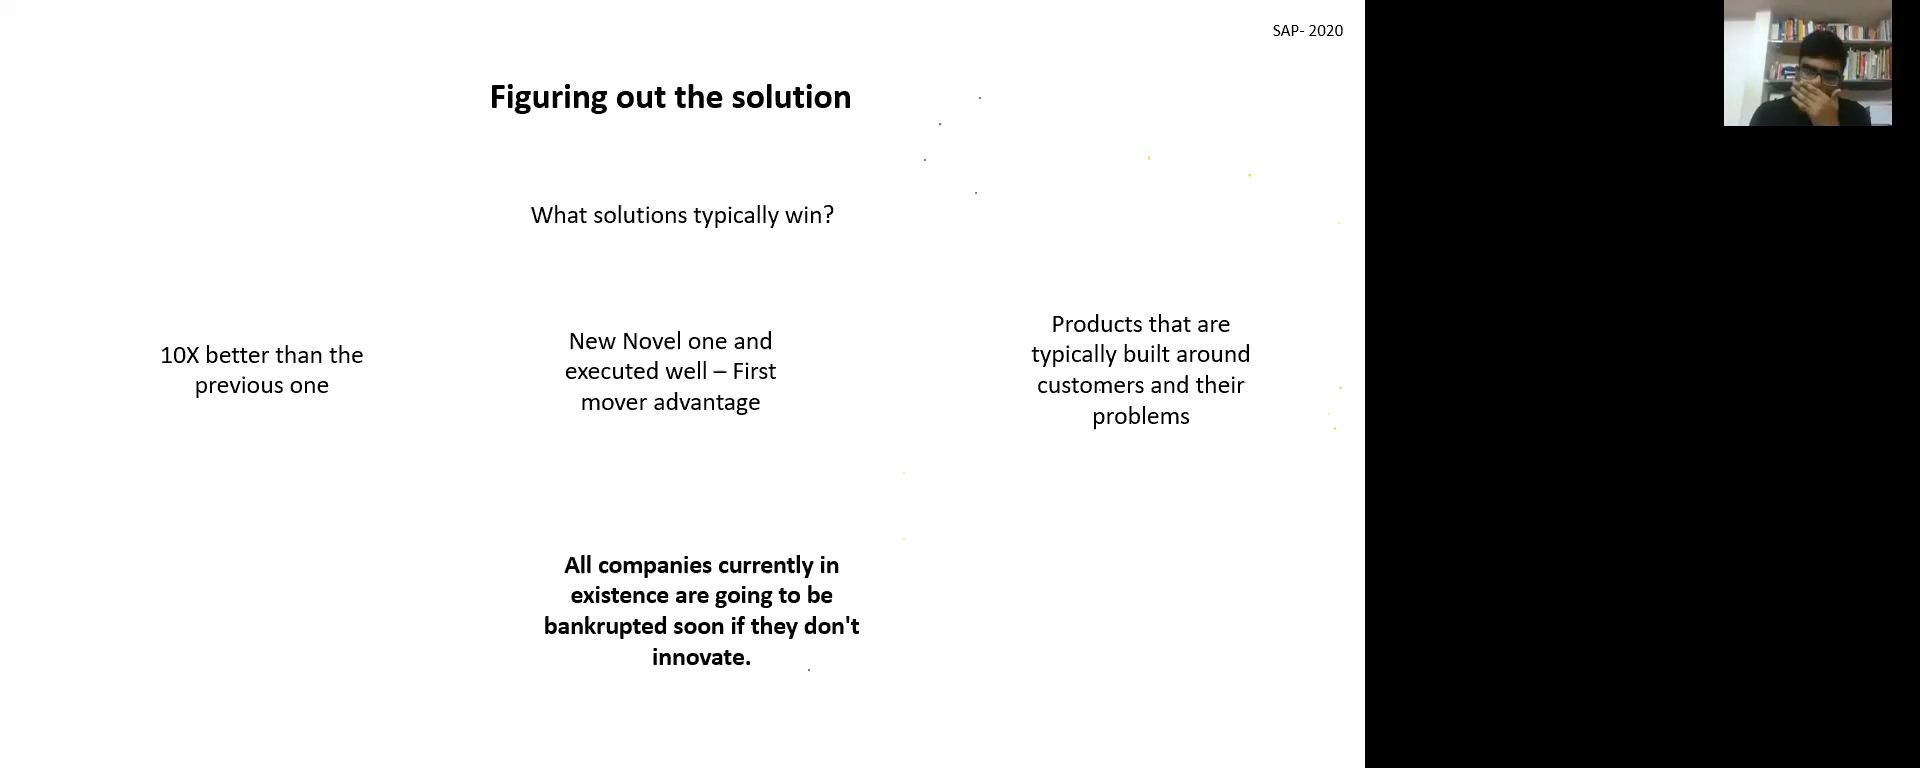 SAP- 2020
Figuring out the solution
What solutions typically win?
10X better than the
previous one
New Novel one and
executed well – First
mover advantage
Products that are
typically built around
customers and their
problems
All companies currently in
existence are going to be
bankrupted soon if they don't
innovate.